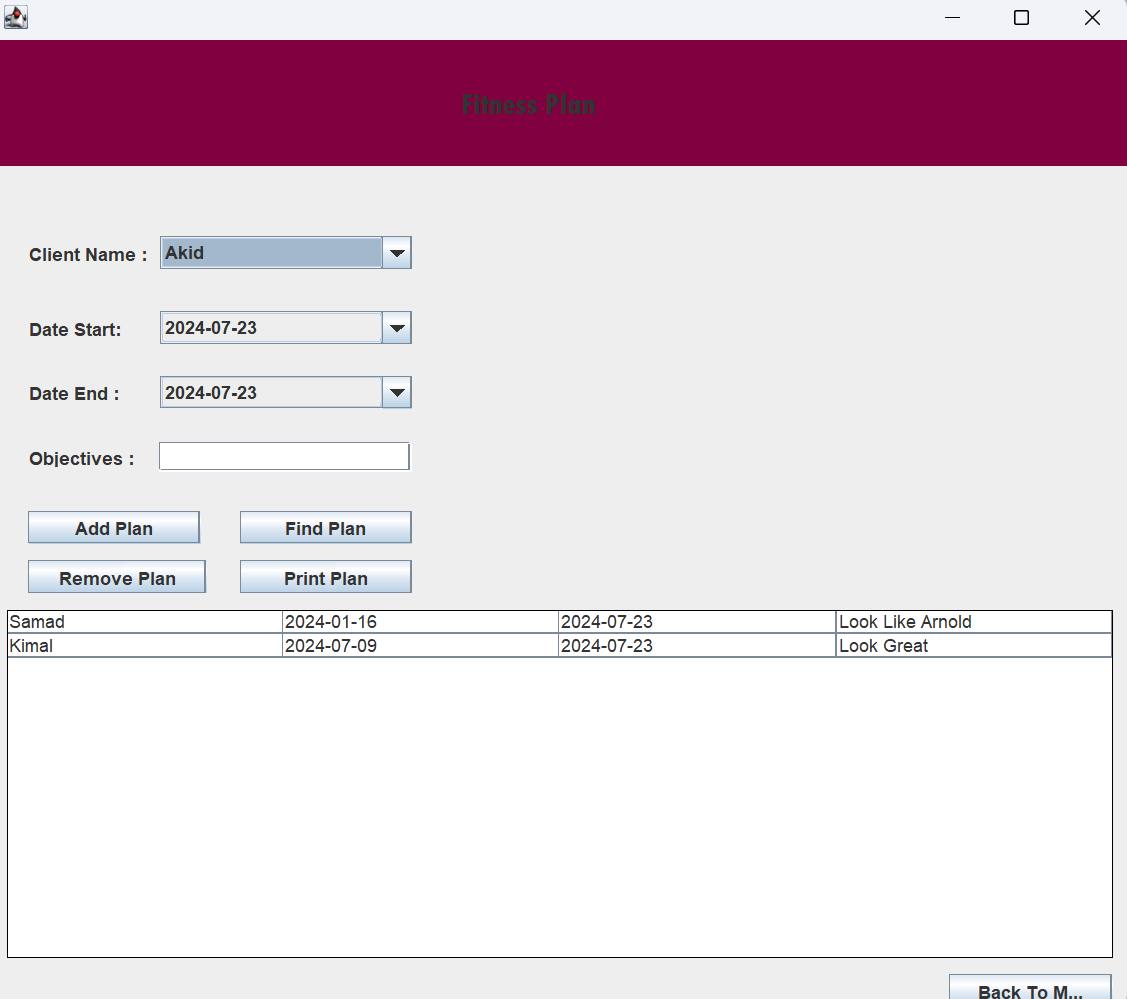 Fitness Plan
Client Name : Akid
Date Start: 2024-07-23
Date End : 2024-07-23
Objectives :
Add Plan Find Plan
Remove Plan Print Plan
Samad 2024-01-16 2024-07-23 Look Like Arnold
Kimal 2024-07-09 2024-07-23 Look Great
Back To M...